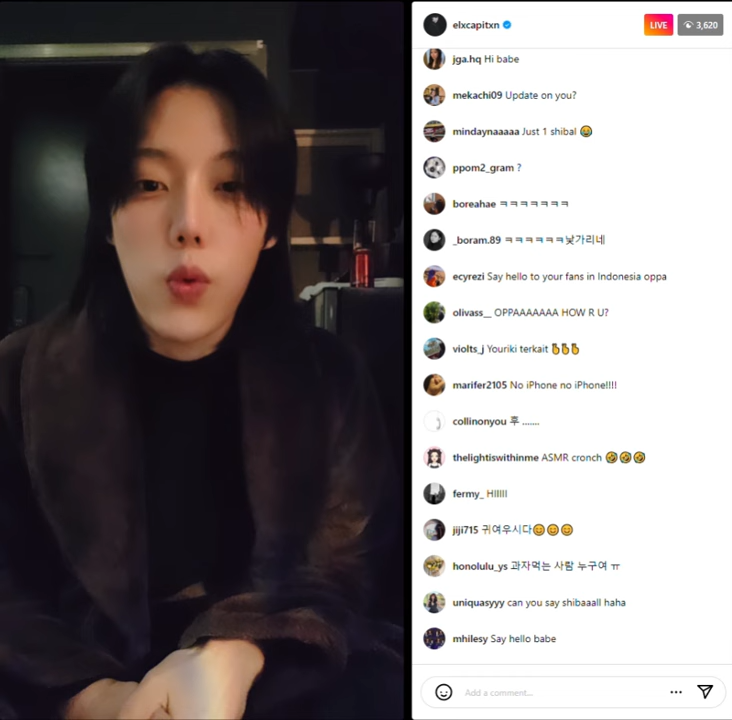 elxcapitxn
LIVE
3,620
jga.hq Hi babe
mekachi09 Update on you?
mindaynaaaaa Just 1 shibal 😂
ppom2_gram ?
boreahae ㅋㅋㅋㅋㅋㅋㅋ
_boram.89 ㅋㅋㅋㅋㅋㅋ낯가리네
ecyrezi Say hello to your fans in Indonesia oppa
olivass__ OPPAAAAAAA HOW R U?
violts_j Youriki terkait 🫰🫰🫰
marifer2105 No iPhone no iPhone!!!!
collinonyou 후 .......
thelightiswithinme ASMR cronch 🤣🤣🤣
fermy_ HIIIII
jiji715 귀여우시다😊😊😊
honolulu_ys 과자먹는 사람 누구여 ㅠ
uniquasyyy can you say shibaaall haha
mhilesy Say hello babe
Add a comment...